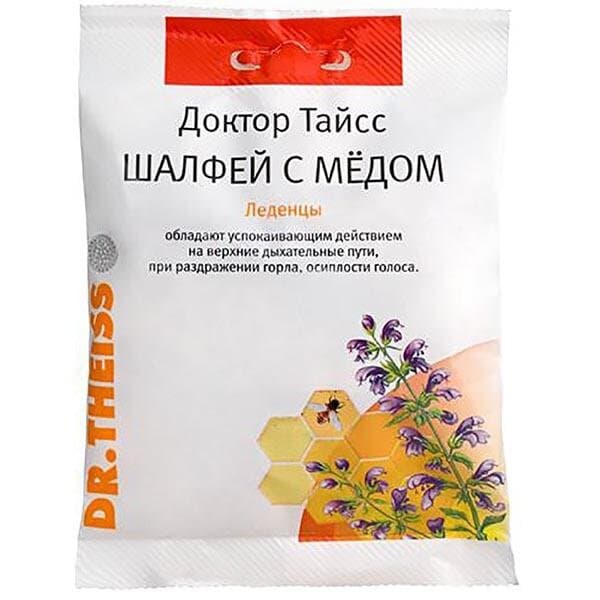 Доктор Тайсс
ШАЛФЕЙ С МЁДОМ
Леденцы
обладают успокаивающим действием
на верхние дыхательные пути,
при раздражении горла, осиплости голоса.
DR.THEISS